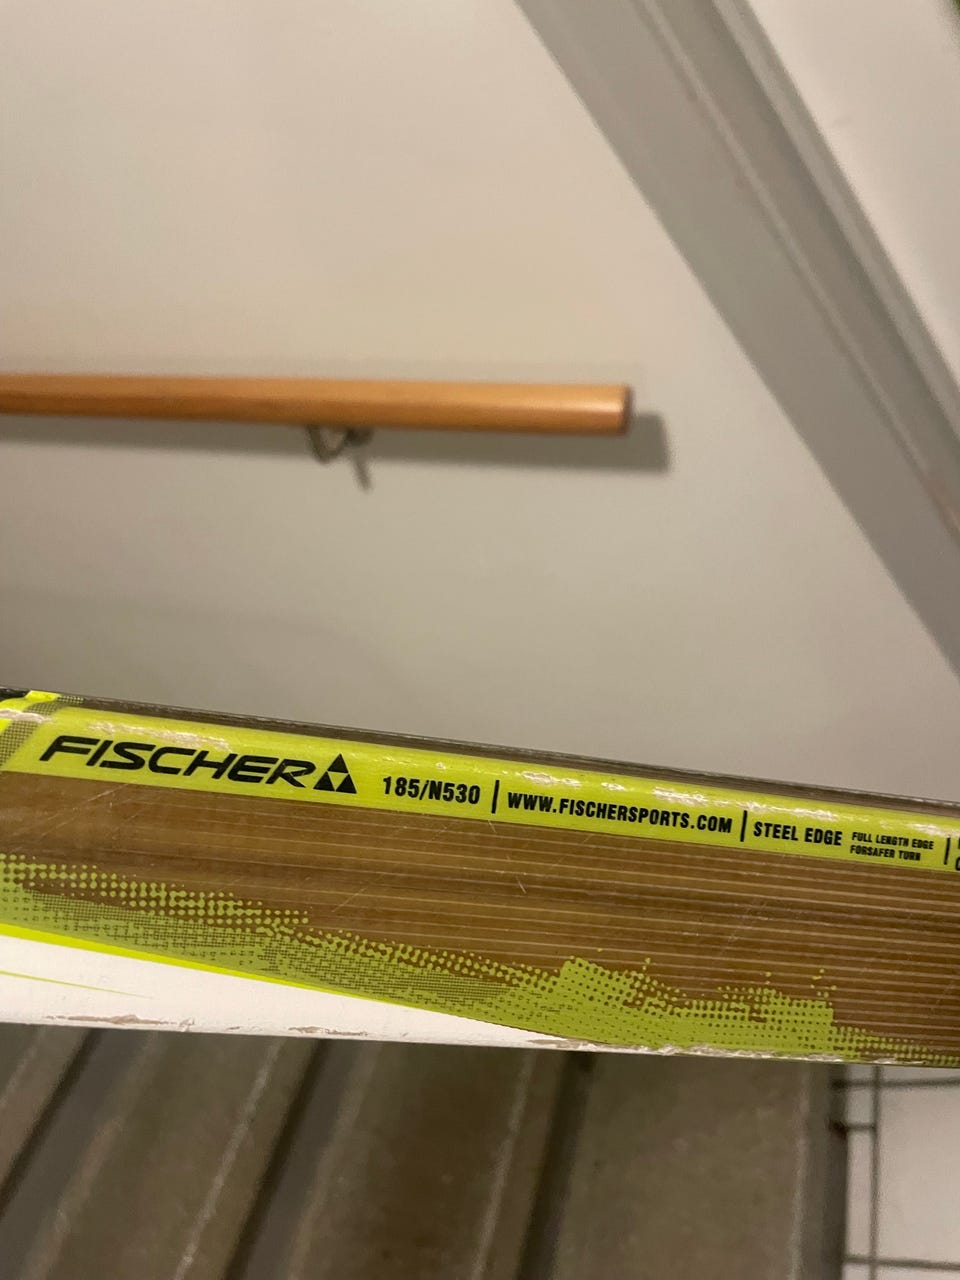 FISCHER 185/N530 | WWW.FISCHERSPORTS.COM | STEEL EDGE
FULL LENGTH EDGE
FORSAFER TURN